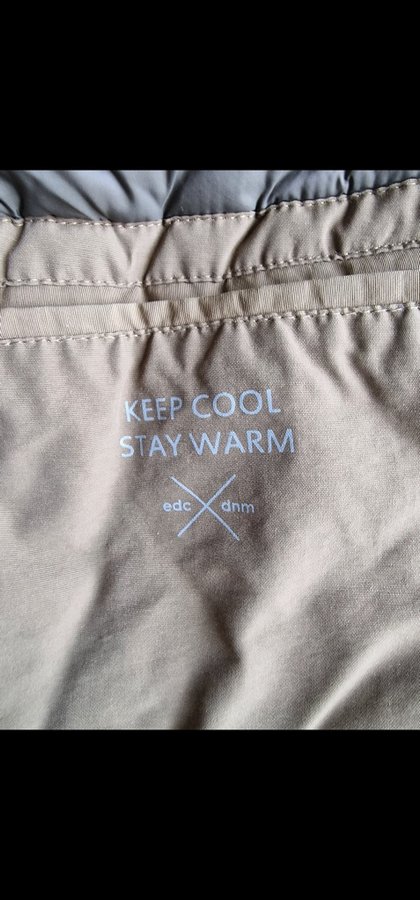 KEEP COOL
STAY WARM
edc dnm